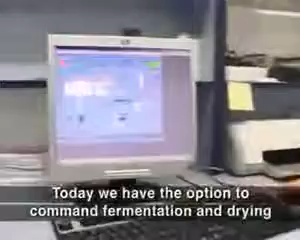 Today we have the option to
command fermentation and drying